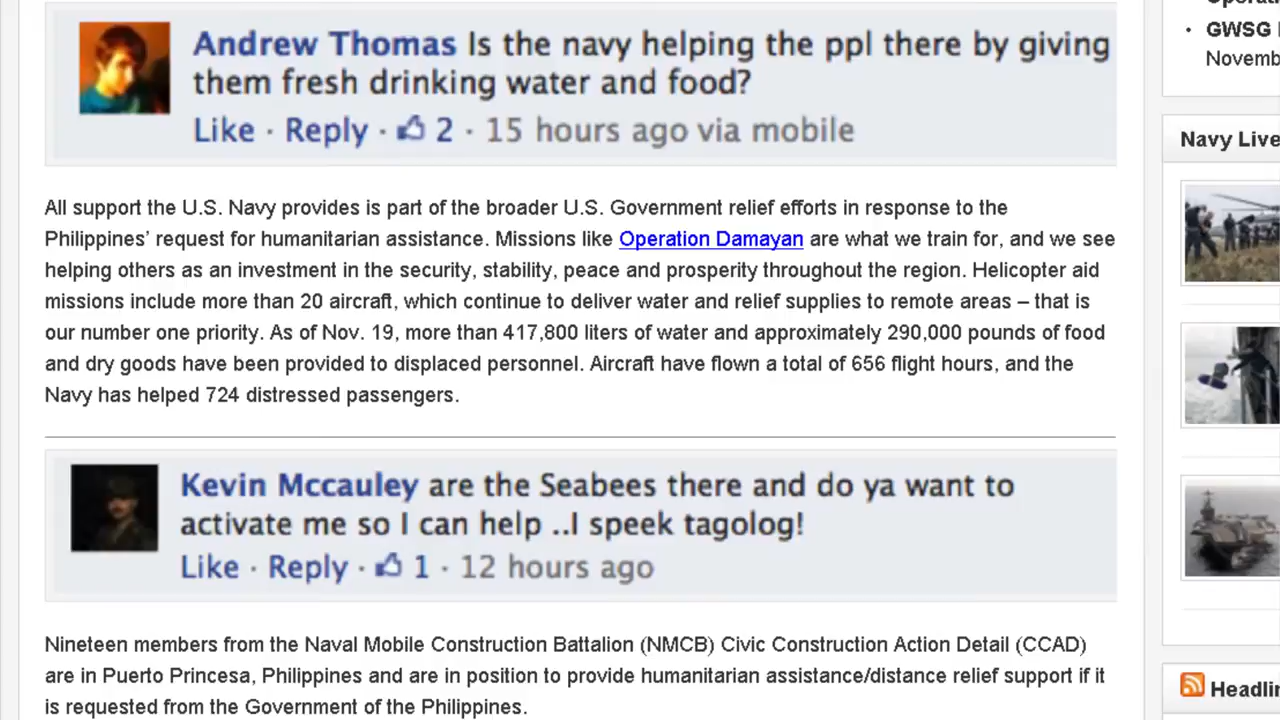 Andrew Thomas Is the navy helping the ppl there by giving
them fresh drinking water and food?
Like · Reply · 2 · 15 hours ago via mobile
All support the U.S. Navy provides is part of the broader U.S. Government relief efforts in response to the
Philippines’ request for humanitarian assistance. Missions like Operation Damayan are what we train for, and we see
helping others as an investment in the security, stability, peace and prosperity throughout the region. Helicopter aid
missions include more than 20 aircraft, which continue to deliver water and relief supplies to remote areas – that is
our number one priority. As of Nov. 19, more than 417,800 liters of water and approximately 290,000 pounds of food
and dry goods have been provided to displaced personnel. Aircraft have flown a total of 656 flight hours, and the
Navy has helped 724 distressed passengers.
Kevin Mccauley are the Seabees there and do ya want to
activate me so I can help ..I speek tagolog!
Like · Reply · 1 · 12 hours ago
Nineteen members from the Naval Mobile Construction Battalion (NMCB) Civic Construction Action Detail (CCAD)
are in Puerto Princesa, Philippines and are in position to provide humanitarian assistance/distance relief support if it
is requested from the Government of the Philippines.
• GWSG
Novemb
Navy Live
Headlin